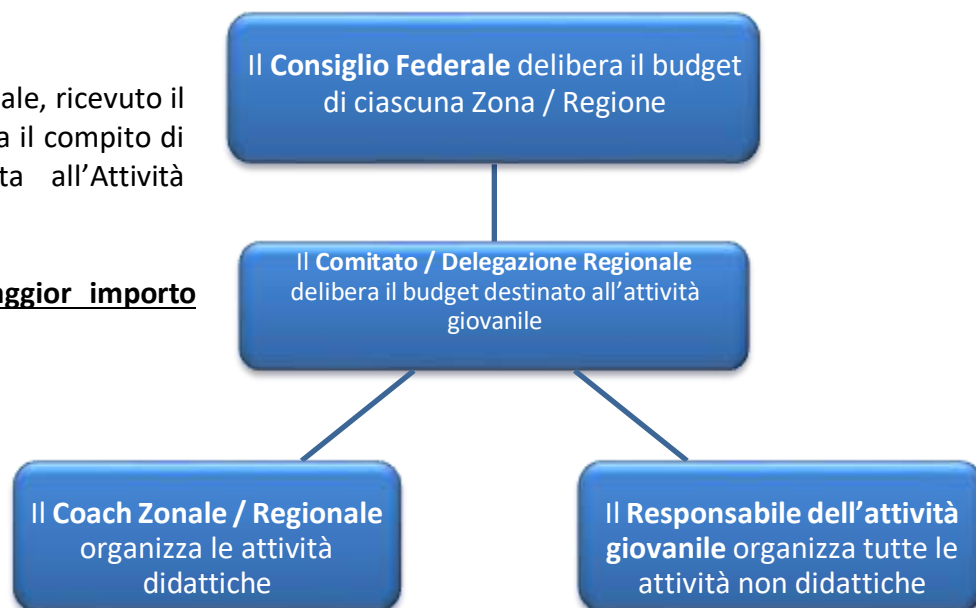 Il Consiglio Federale delibera il budget
di ciascuna Zona / Regione
ale, ricevuto il
a il compito di
ta all’Attività
aggior importo
Il Comitato / Delegazione Regionale
delibera il budget destinato all’attività
giovanile
Il Coach Zonale / Regionale
organizza le attività
didattiche
Il Responsabile dell’attività
giovanile organizza tutte le
attività non didattiche